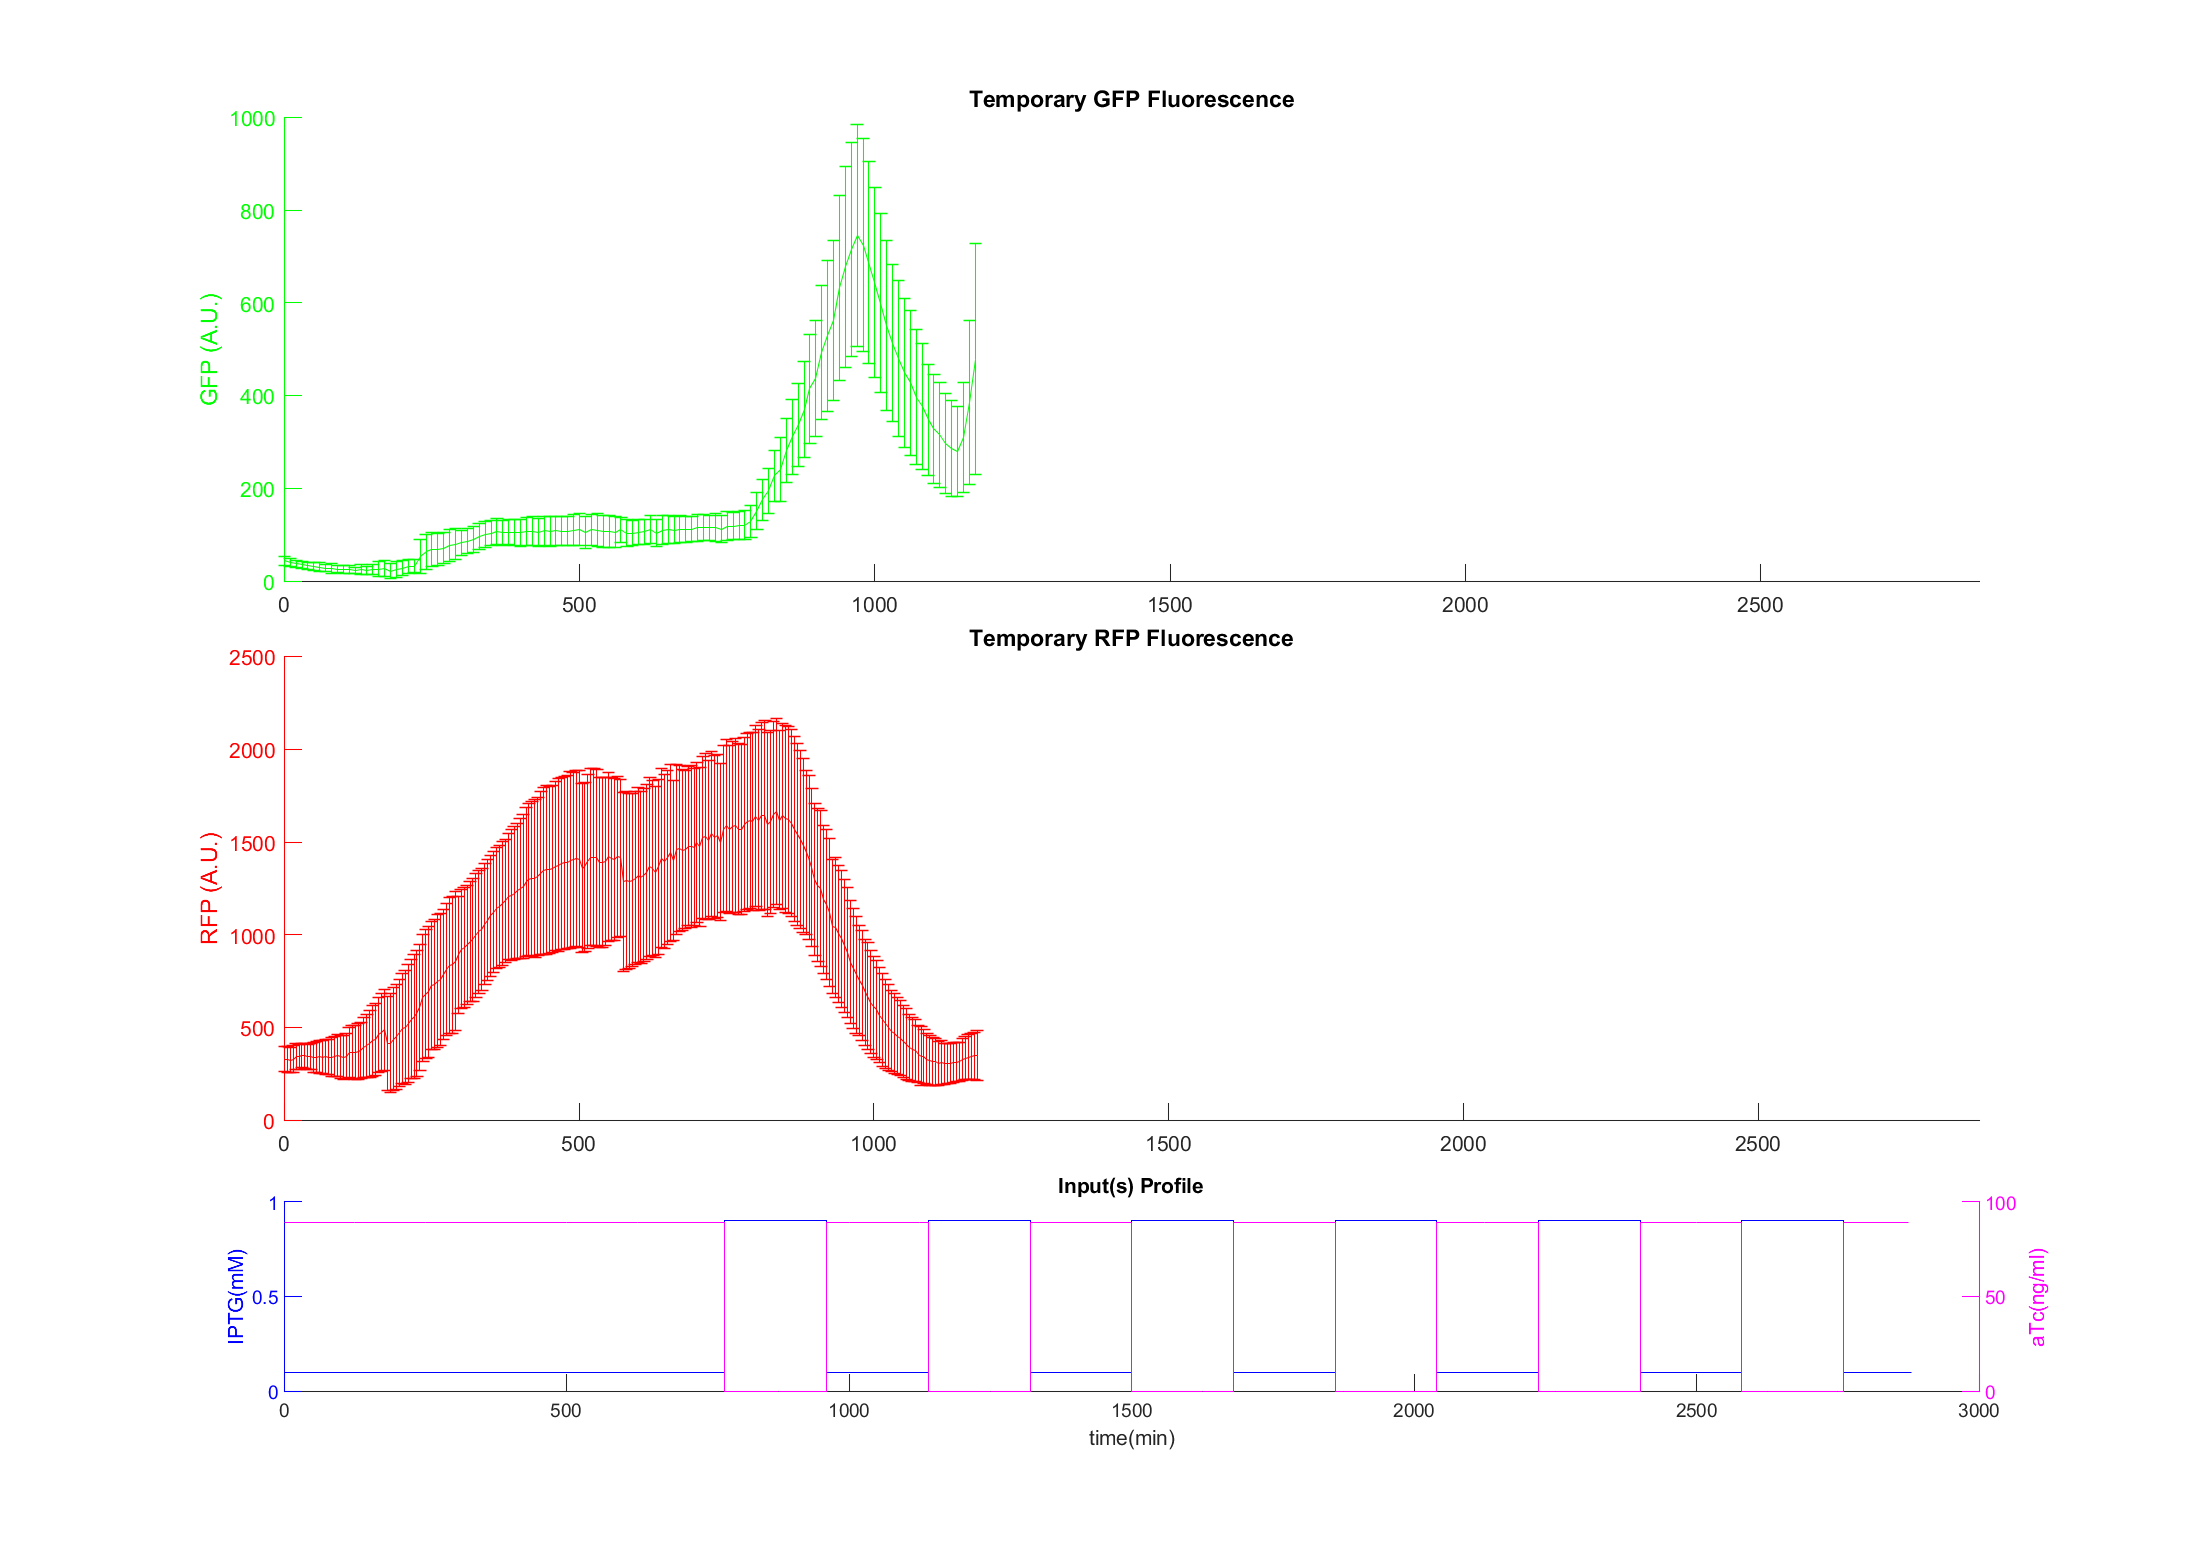 Temporary GFP Fluorescence
1000
800
600
400
200
0
GFP (A.U.)
0 500 1000 1500 2000 2500
Temporary RFP Fluorescence
2500
2000
1500
1000
500
0
RFP (A.U.)
0 500 1000 1500 2000 2500
Input(s) Profile
1
0.5
0
IPTG(mM)
100
50
0
aTc(ng/ml)
0 500 1000 1500 2000 2500 3000
time(min)